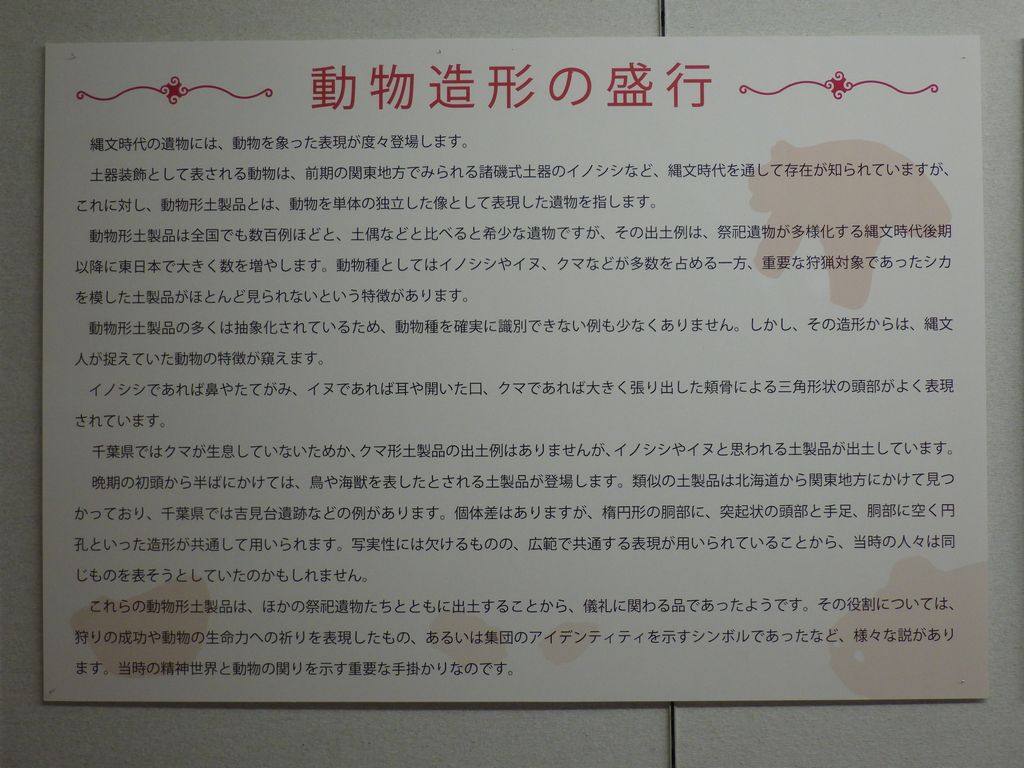 動物造形の盛行
縄文時代の遺物には、動物を象った表現が度々登場します。
土器装飾として表される動物は、前期の関東地方でみられる諸磯式土器のイノシシなど、縄文時代を通して存在が知られていますが、
これに対し、動物形土製品とは、動物を単体の独立した像として表現した遺物を指します。
動物形土製品は全国でも数百例ほどと、土偶などと比べると希少な遺物ですが、その出土例は、祭祀遺物が多様化する縄文時代後期
以降に東日本で大きく数を増やします。動物種としてはイノシシやイヌ、クマなどが多数を占める一方、重要な狩猟対象であったシカ
を模した土製品がほとんど見られないという特徴があります。
動物形土製品の多くは抽象化されているため、動物種を確実に識別できない例も少なくありません。しかし、その造形からは、縄文
人が捉えていた動物の特徴が窺えます。
イノシシであれば鼻やたてがみ、イヌであれば耳や開いた口、クマであれば大きく張り出した頬骨による三角形状の頭部がよく表現
されています。
千葉県ではクマが生息していないためか、クマ形土製品の出土例はありませんが、イノシシやイヌと思われる土製品が出土しています。
晩期の初頭から半ばにかけては、鳥や海獣を表したとされる土製品が登場します。類似の土製品は北海道から関東地方にかけて見つ
かっており、千葉県では吉見台遺跡などの例があります。個体差はありますが、楕円形の胴部に、突起状の頭部と手足、胴部に空く円
孔といった造形が共通して用いられます。写実性には欠けるものの、広範で共通する表現が用いられていることから、当時の人々は同
じものを表そうとしていたのかもしれません。
これらの動物形土製品は、ほかの祭祀遺物たちとともに出土することから、儀礼に関わる品であったようです。その役割については、
狩りの成功や動物の生命力への祈りを表現したもの、あるいは集団のアイデンティティを示すシンボルであったなど、様々な説があり
ます。当時の精神世界と動物の関りを示す重要な手掛かりなのです。